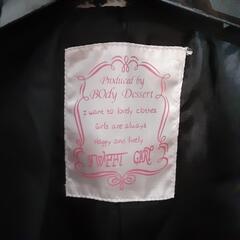 Produced by
BOdy Dessert
I want to lovely clothes
Girls are always
Happy and lively
SWEET GIRL